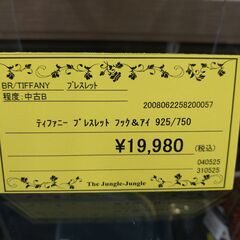 BR/TIFFANY ブレスレット
程度:中古B
2008062258200057
ティファニー ブレスレット フック&アイ 925/750
¥19,980 (税込)
040525
310525
The Jungle-Jungle